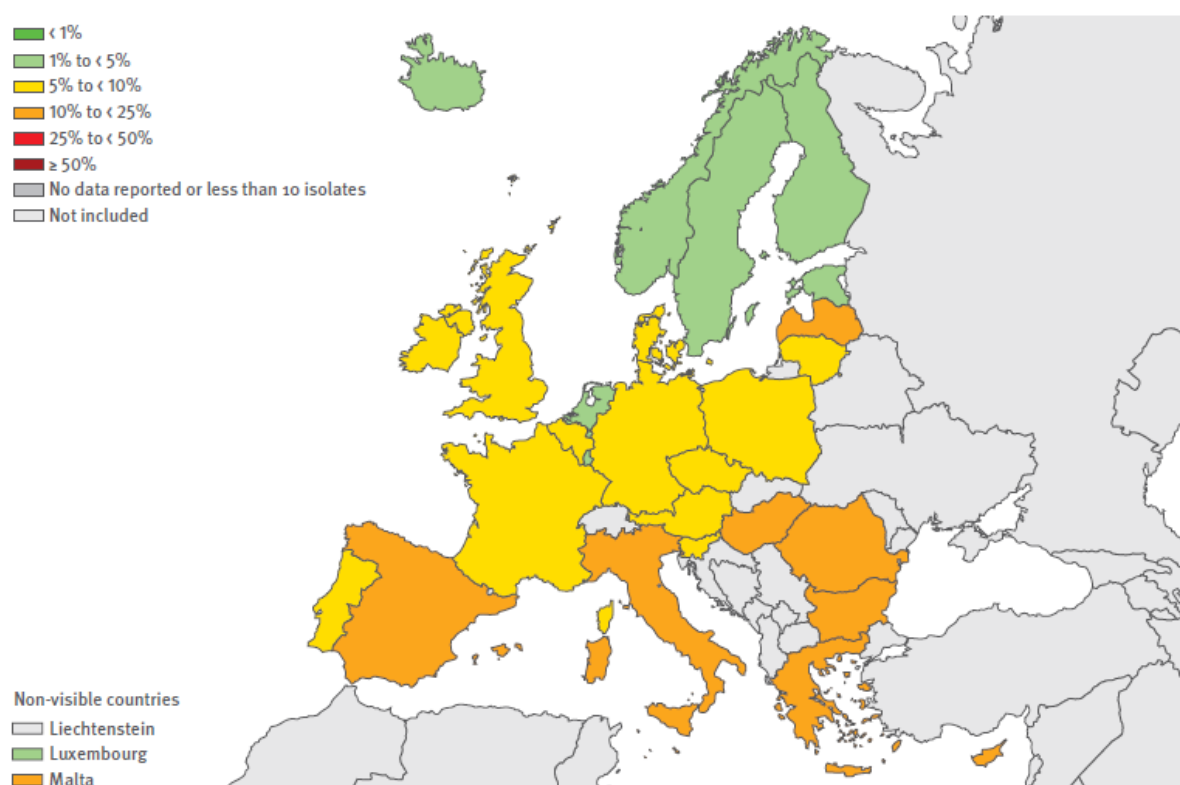 < 1%
1% to < 5%
5% to < 10%
10% to < 25%
25% to < 50%
≥ 50%
No data reported or less than 10 isolates
Not included
Non-visible countries
Liechtenstein
Luxembourg
Malta